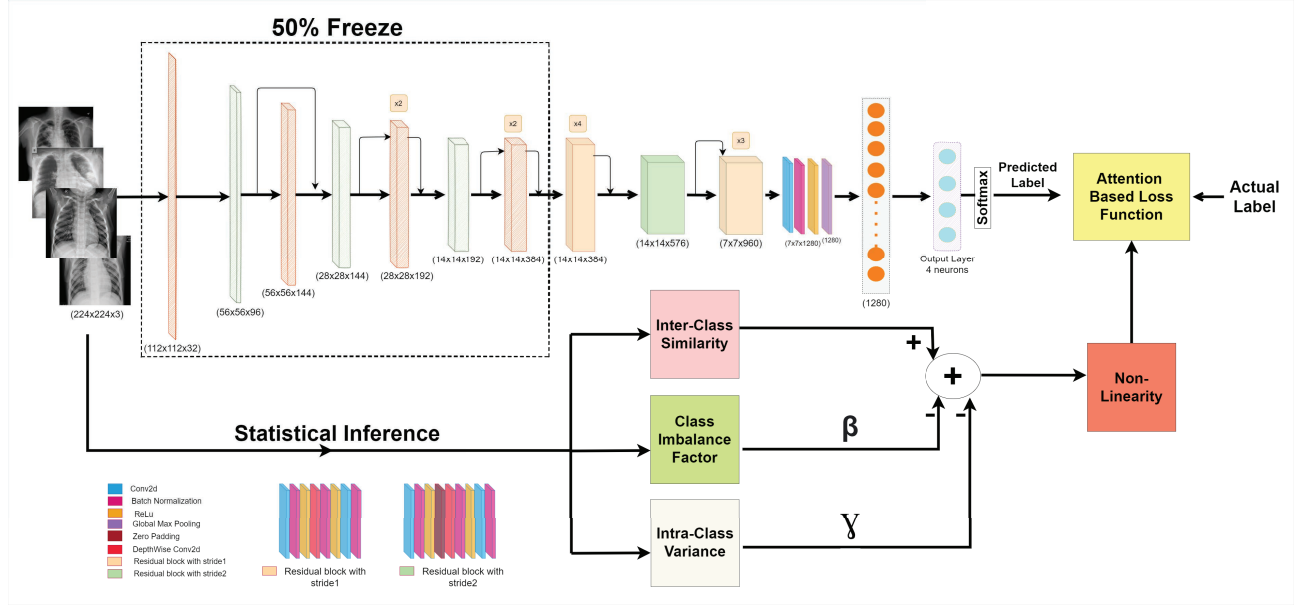 50% Freeze
x2
x2
x4
x3
(224x224x3)
(112x112x32)
(56x56x96)
(56x56x144)
(28x28x144)
(28x28x192)
(14x14x192)
(14x14x384)
(14x14x384)
(14x14x576)
(7x7x960)
(7x7x1280)
(1280)
(1280)
Output Layer
4 neurons
Softmax
Predicted
Label
Attention
Based Loss
Function
Actual
Label
Statistical Inference
Inter-Class
Similarity
Class
Imbalance
Factor
Intra-Class
Variance
β
Ɣ
+
+
-
-
Non-
Linearity
Conv2d
Batch Normalization
ReLu
Global Max Pooling
Zero Padding
DepthWise Conv2d
Residual block with stride1
Residual block with stride2
Residual block with
stride1
Residual block with
stride2